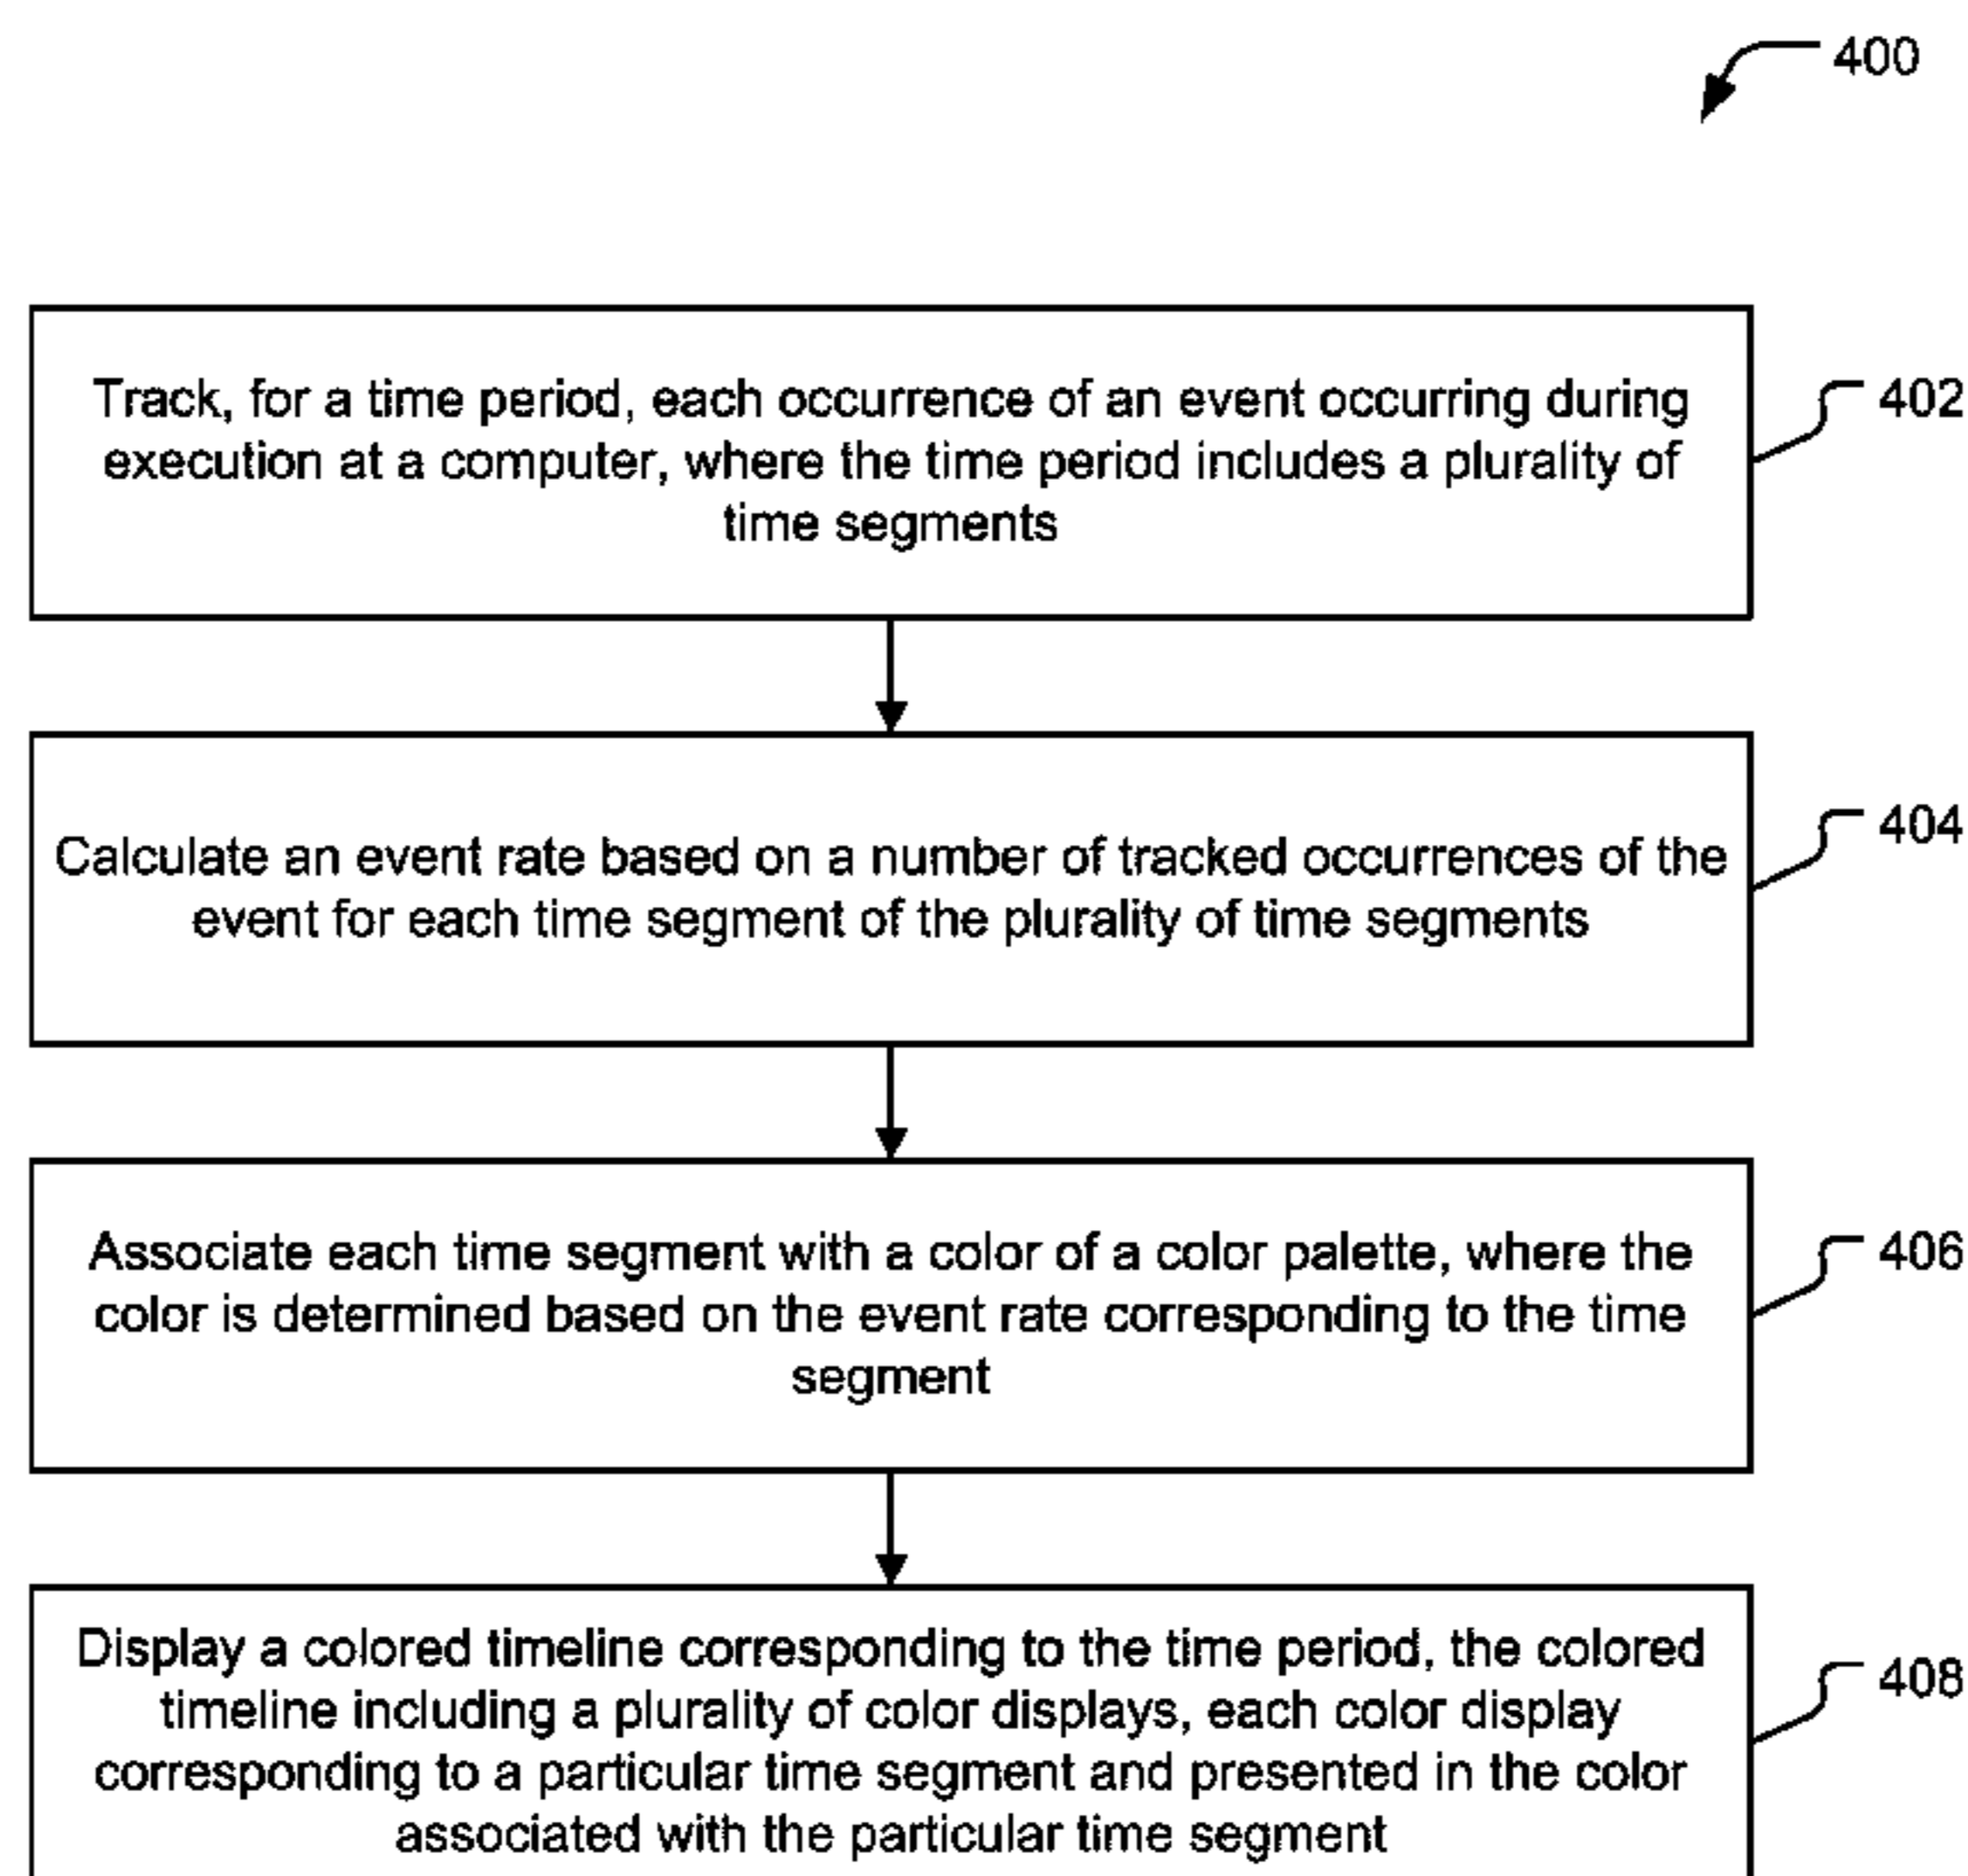 400
Track, for a time period, each occurrence of an event occurring during
execution at a computer, where the time period includes a plurality of
time segments
402
Calculate an event rate based on a number of tracked occurrences of the
event for each time segment of the plurality of time segments
404
Associate each time segment with a color of a color palette, where the
color is determined based on the event rate corresponding to the time
segment
406
Display a colored timeline corresponding to the time period, the colored
timeline including a plurality of color displays, each color display
corresponding to a particular time segment and presented in the color
associated with the particular time segment
408